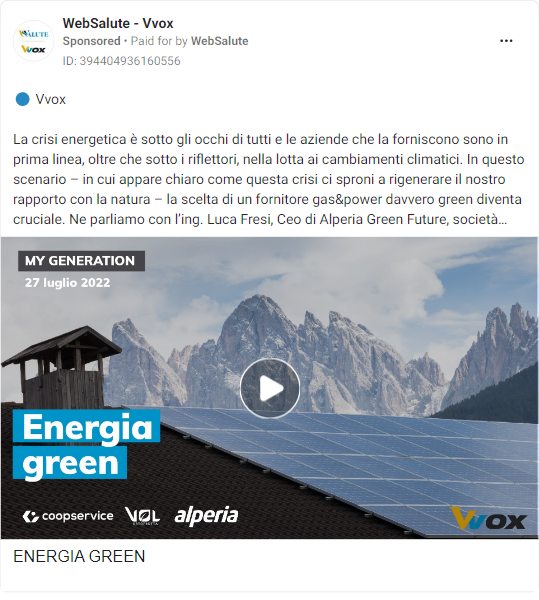 WebSalute - Vvox
Sponsored • Paid for by WebSalute
ID: 394404936160556
Vvox
La crisi energetica è sotto gli occhi di tutti e le aziende che la forniscono sono in
prima linea, oltre che sotto i riflettori, nella lotta ai cambiamenti climatici. In questo
scenario – in cui appare chiaro come questa crisi ci sproni a rigenerare il nostro
rapporto con la natura – la scelta di un fornitore gas&power davvero green diventa
cruciale. Ne parliamo con l'ing. Luca Fresi, Ceo di Alperia Green Future, società...
MY GENERATION
27 luglio 2022
Energia
green
coopservice
alperia
VVOX
ENERGIA GREEN